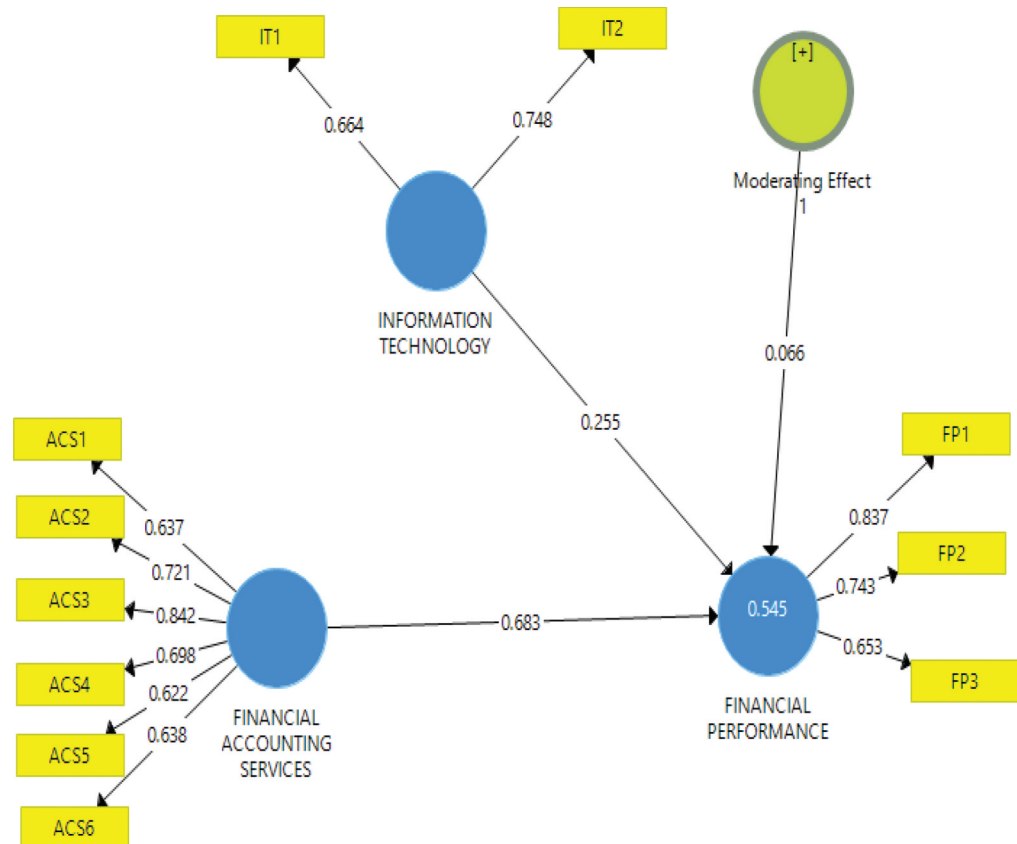 IT1
IT2
[+]
0.664
0.748
Moderating Effect
1
INFORMATION
TECHNOLOGY
0.066
0.255
ACS1
ACS2
ACS3
ACS4
ACS5
ACS6
0.637
0.721
0.842
0.698
0.622
0.638
FINANCIAL
ACCOUNTING
SERVICES
0.683
0.545
FINANCIAL
PERFORMANCE
0.837
0.743
0.653
FP1
FP2
FP3